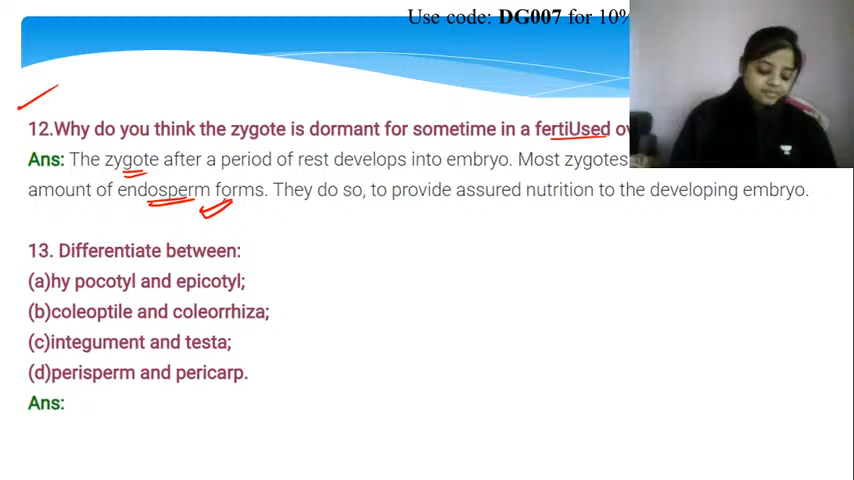 Use code: DG007 for 10%
12.Why do you think the zygote is dormant for sometime in a fertiUsed
Ans: The zygote after a period of rest develops into embryo. Most zygotes
amount of endosperm forms. They do so, to provide assured nutrition to the developing embryo.
13. Differentiate between:
(a)hy pocotyl and epicotyl;
(b)coleoptile and coleorrhiza;
(c)integument and testa;
(d)perisperm and pericarp.
Ans: